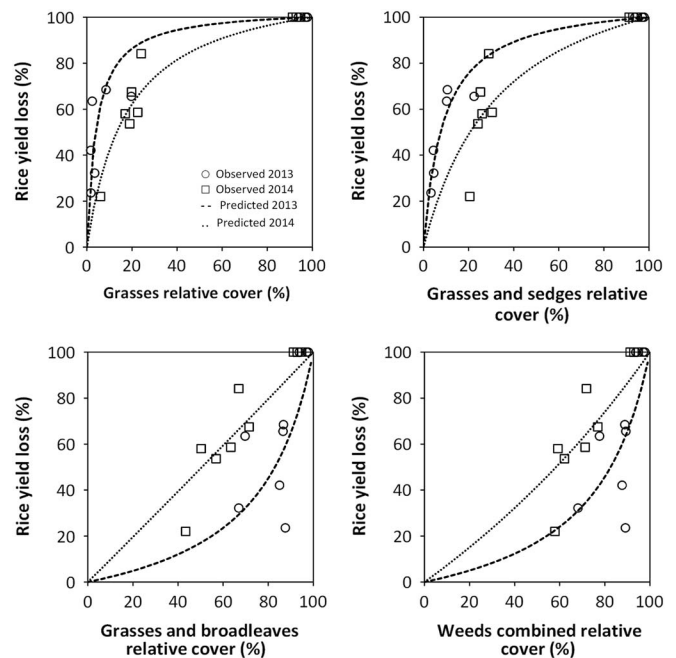 100
80
60
40
20
0
Rice yield loss (%)
Observed 2013
Observed 2014
Predicted 2013
Predicted 2014
0 20 40 60 80 100
Grasses relative cover (%)
100
80
60
40
20
0
Rice yield loss (%)
0 20 40 60 80 100
Grasses and sedges relative
cover (%)
100
80
60
40
20
0
Rice yield loss (%)
0 20 40 60 80 100
Grasses and broadleaves
relative cover (%)
100
80
60
40
20
0
Rice yield loss (%)
0 20 40 60 80 100
Weeds combined relative
cover (%)